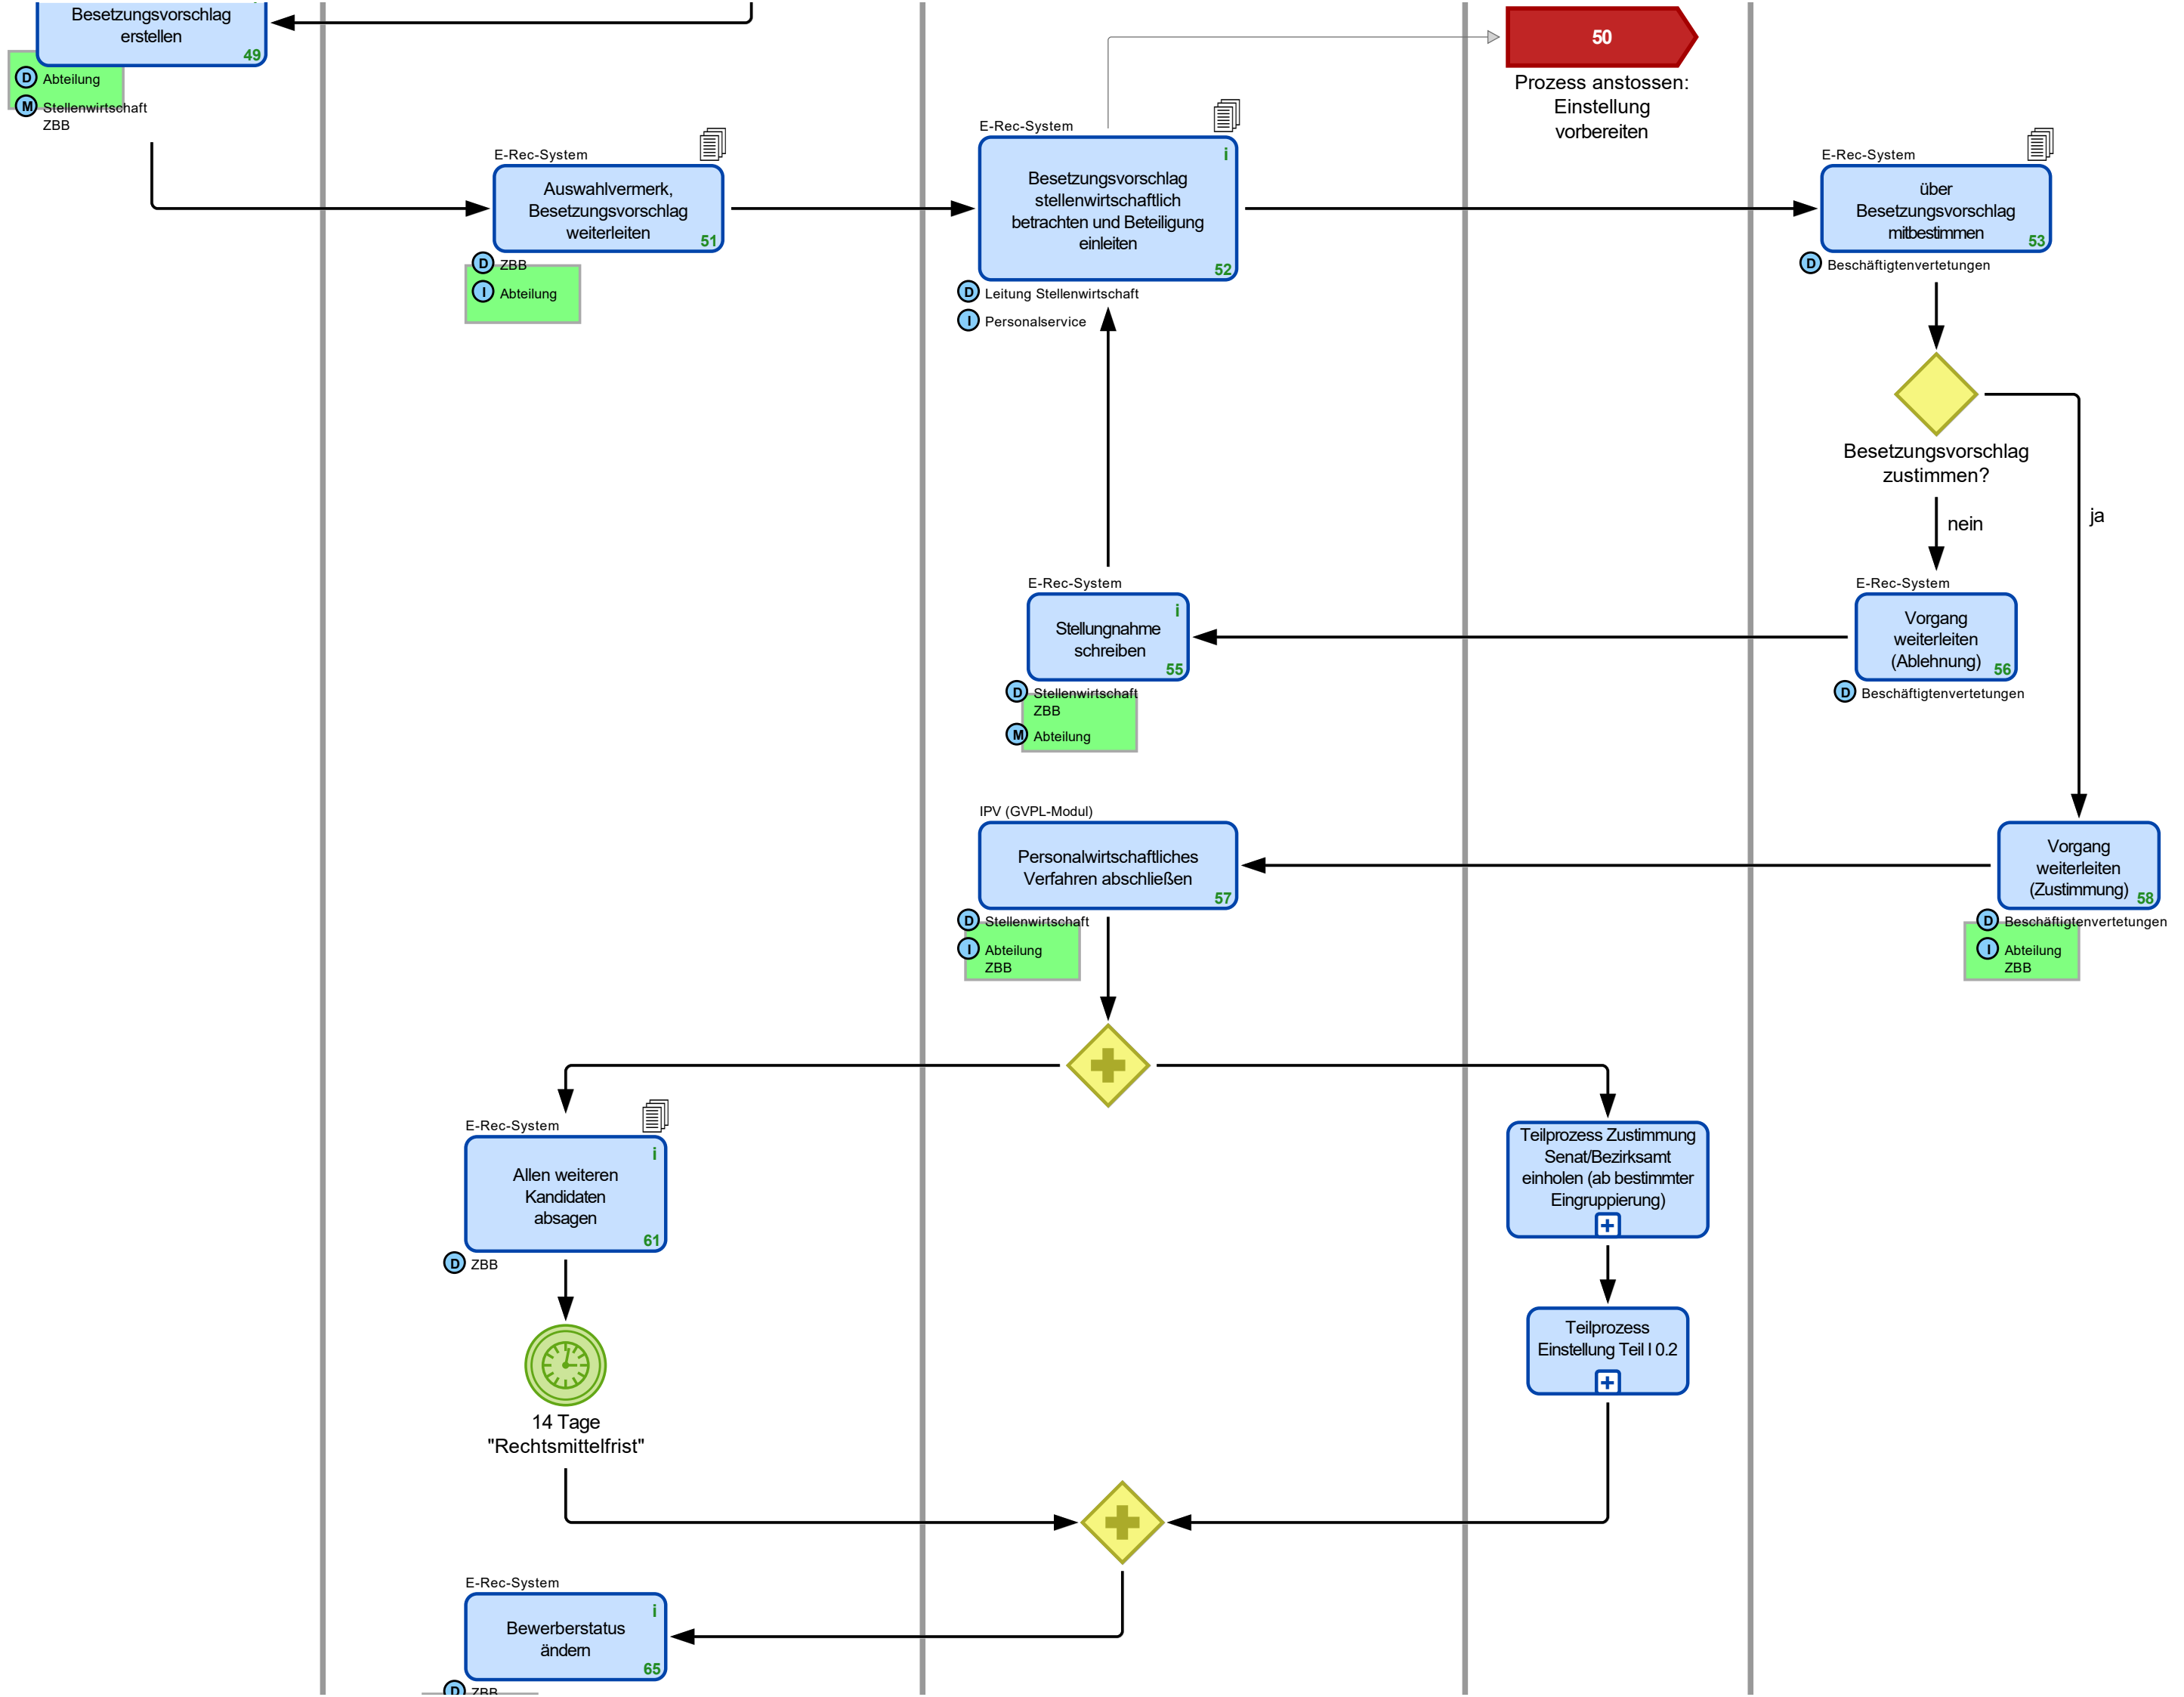 Besetzungsvorschlag
erstellen
49
D Abteilung
M Stellenwirtschaft
ZBB
50
Prozess anstossen:
Einstellung
vorbereiten
E-Rec-System
Auswahlvermerk,
Besetzungsvorschlag
weiterleiten
51
D ZBB
I Abteilung
E-Rec-System
i
Besetzungsvorschlag
stellenwirtschaftlich
betrachten und Beteiligung
einleiten
52
D Leitung Stellenwirtschaft
I Personalservice
E-Rec-System
über
Besetzungsvorschlag
mitbestimmen
53
D Beschäftigtenvertetungen
Besetzungsvorschlag
zustimmen?
nein
ja
E-Rec-System
i
Stellungnahme
schreiben
55
D Stellenwirtschaft
ZBB
M Abteilung
E-Rec-System
Vorgang
weiterleiten
(Ablehnung)
56
D Beschäftigtenvertetungen
IPV (GVPL-Modul)
Personalwirtschaftliches
Verfahren abschließen
57
D Stellenwirtschaft
I Abteilung
ZBB
Vorgang
weiterleiten
(Zustimmung)
58
D Beschäftigtenvertetungen
I Abteilung
ZBB
E-Rec-System
i
Allen weiteren
Kandidaten
absagen
61
D ZBB
Teilprozess Zustimmung
Senat/Bezirksamt
einholen (ab bestimmter
Eingruppierung)
Teilprozess
Einstellung Teil I 0.2
14 Tage
"Rechtsmittelfrist"
E-Rec-System
i
Bewerberstatus
ändern
65
D ZBB